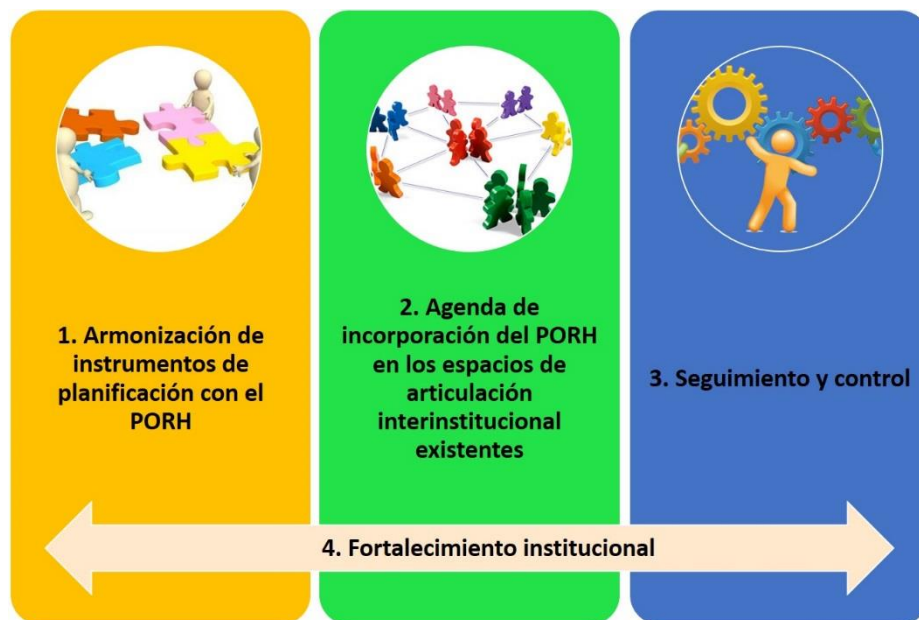 1. Armonización de
instrumentos de
planificación con el
PORH
2. Agenda de
incorporación del PORH
en los espacios de
articulación
interinstitucional
existentes
3. Seguimiento y control
4. Fortalecimiento institucional